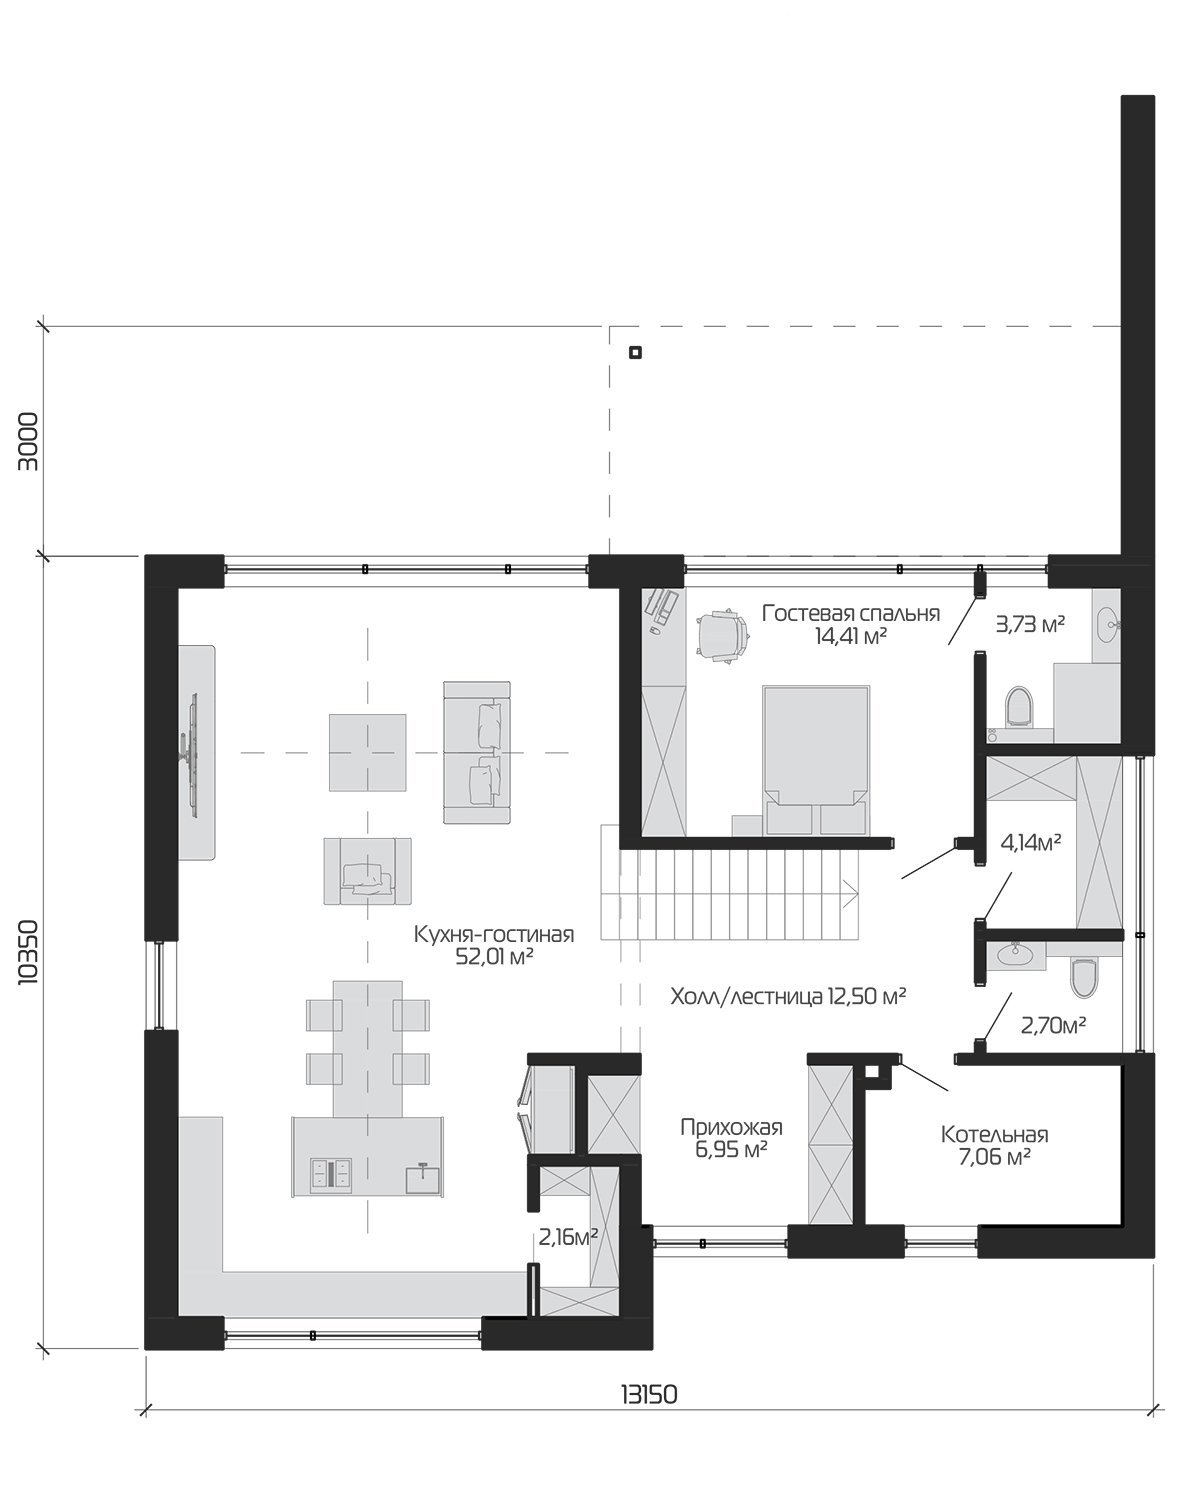 3000
Гостевая спальня
14,41 м²
3,73 м²
4,14м²
10350
Кухня-гостиная
52,01 м²
Холл/лестница 12,50 м²
2,70м²
Прихожая
6,95 м²
Котельная
7,06 м²
2,16м²
13150